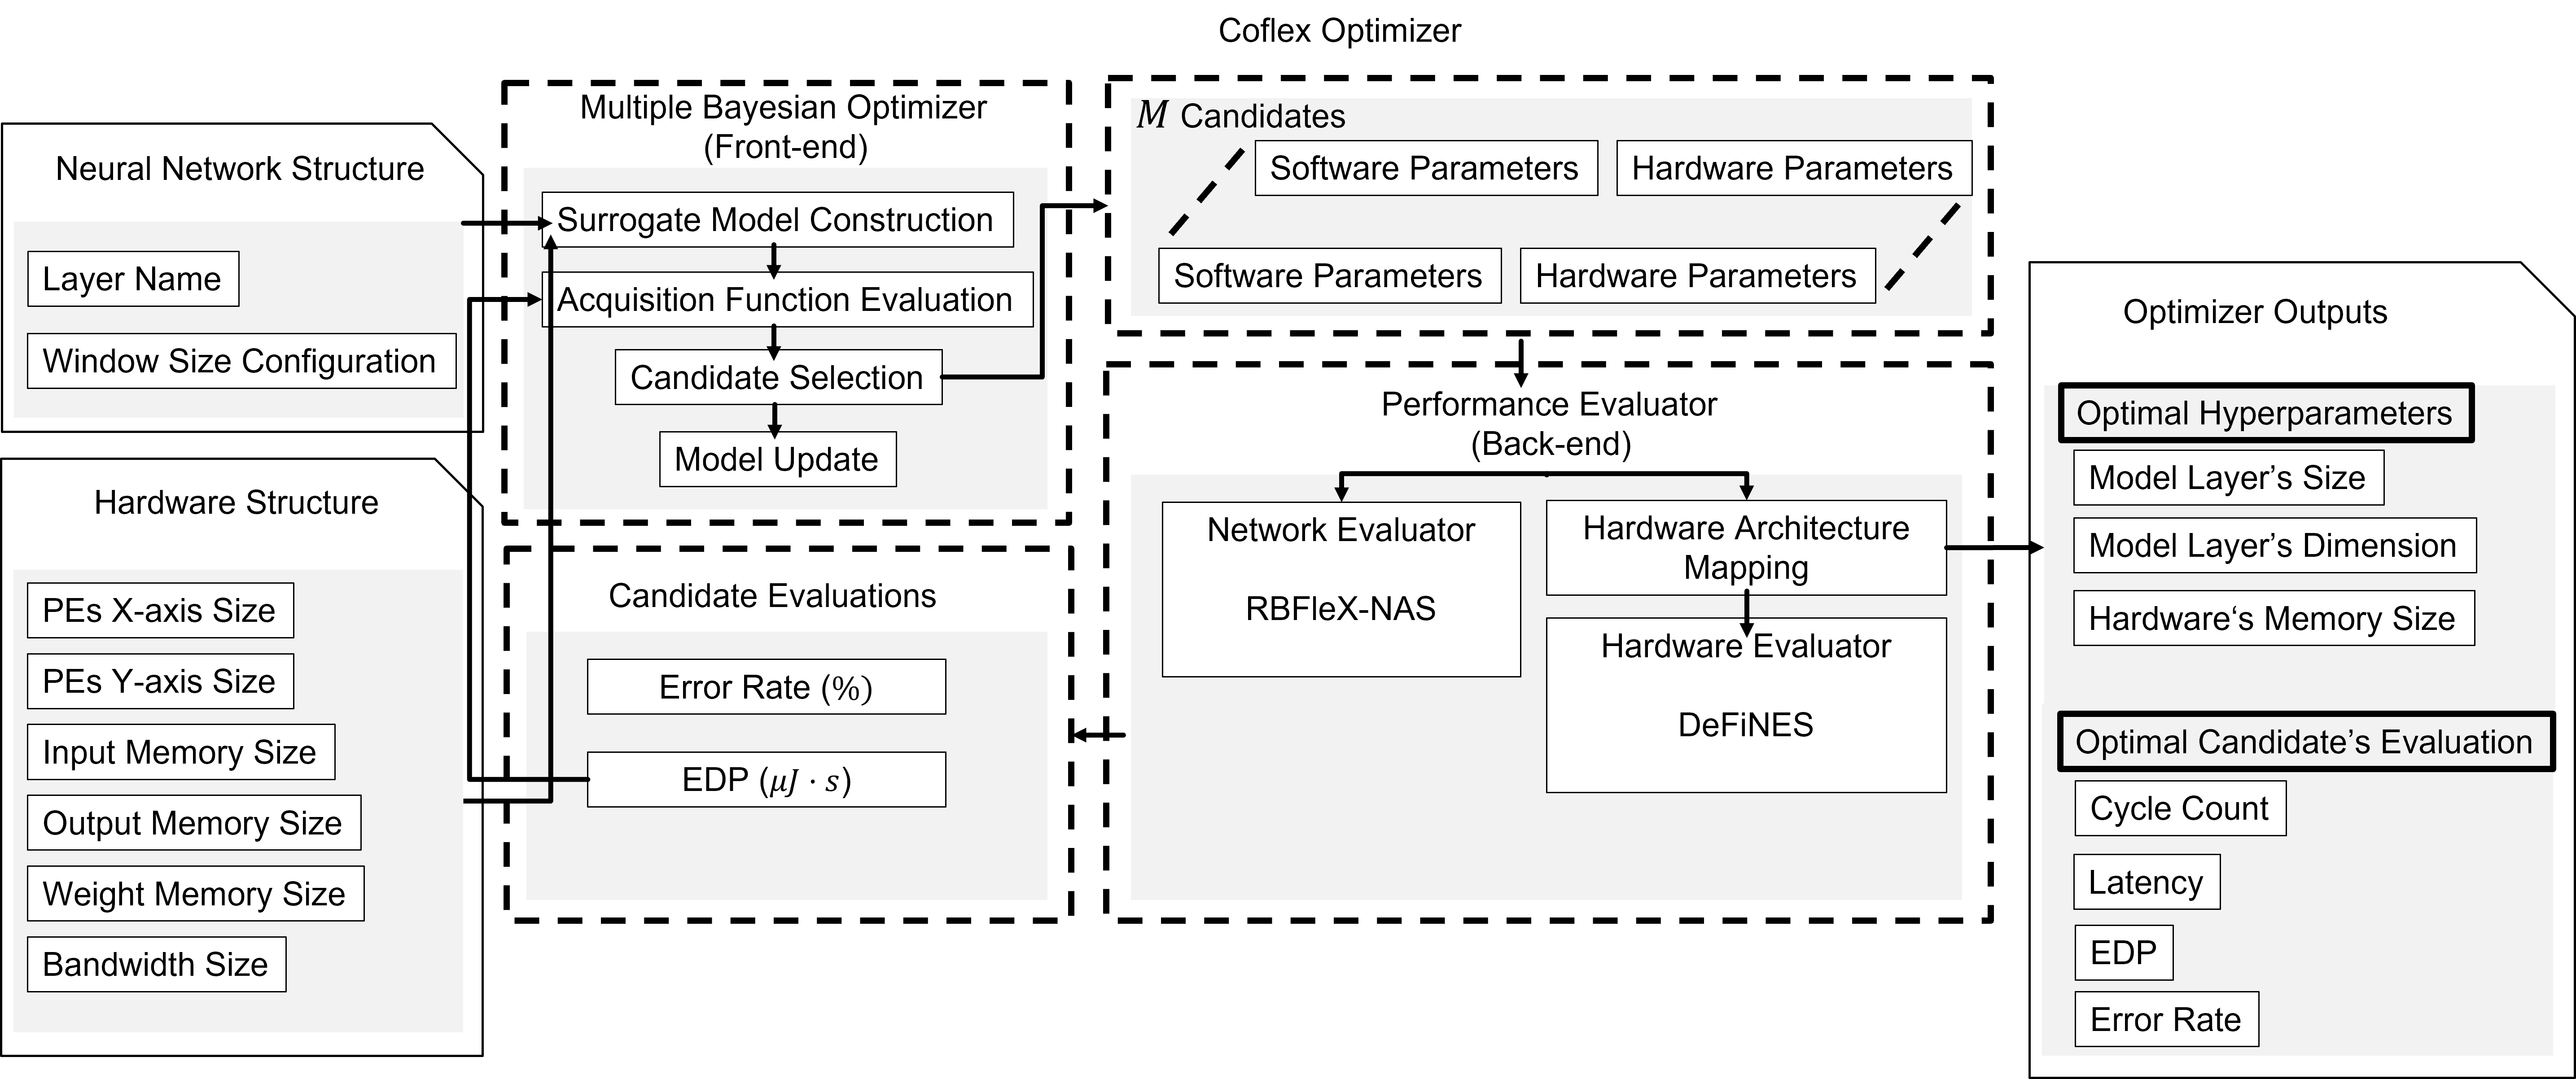 Coflex Optimizer
Neural Network Structure
Layer Name
Window Size Configuration
Hardware Structure
PEs X-axis Size
PEs Y-axis Size
Input Memory Size
Output Memory Size
Weight Memory Size
Bandwidth Size
Multiple Bayesian Optimizer
(Front-end)
Surrogate Model Construction
Acquisition Function Evaluation
Candidate Selection
Model Update
Candidate Evaluations
Error Rate (%)
EDP (μJ · s)
M Candidates
Software Parameters
Hardware Parameters
Software Parameters
Hardware Parameters
Performance Evaluator
(Back-end)
Network Evaluator
RBFleX-NAS
Hardware Architecture
Mapping
Hardware Evaluator
DeFiNES
Optimizer Outputs
Optimal Hyperparameters
Model Layer’s Size
Model Layer’s Dimension
Hardware‘s Memory Size
Optimal Candidate’s Evaluation
Cycle Count
Latency
EDP
Error Rate